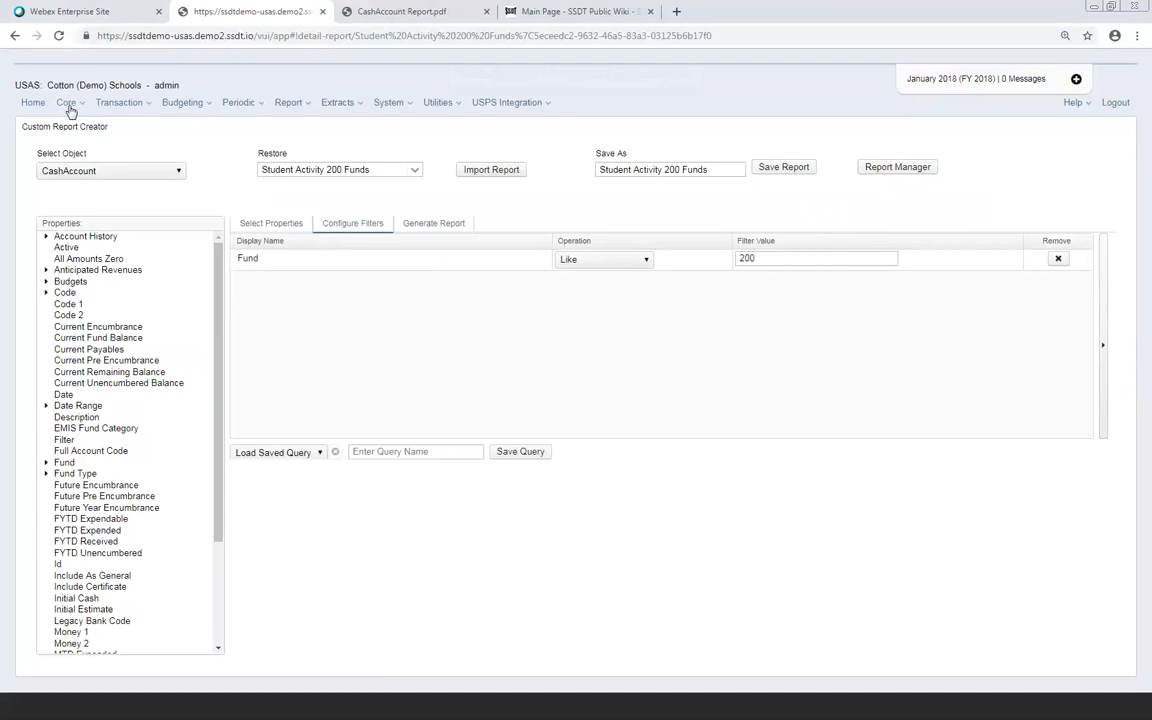 Webex Enterprise Site
https://ssdtdemo-usas.demo2.ssdt.io/
CashAccount Report.pdf
Main Page - SSDT Public Wiki - S
https://ssdtdemo-usas.demo2.ssdt.io/vui/app#!detail-report/Student%20Activity%20200%20Funds%7C5eceedc2-9632-46a5-83a3-03125b6b17f0
USAS: Cotton (Demo) Schools - admin
January 2018 (FY 2018) | 0 Messages
Home Core Transaction Budgeting Periodic Report Extracts System Utilities USPS Integration Help Logout
Custom Report Creator
Select Object Restore Save As
CashAccount Student Activity 200 Funds Import Report Student Activity 200 Funds Save Report Report Manager
Properties: Select Properties Configure Filters Generate Report
Display Name Operation Filter Value Remove
Fund Like 200
Account History
Active
All Amounts Zero
Anticipated Revenues
Budgets
Code
Code 1
Code 2
Current Encumbrance
Current Fund Balance
Current Payables
Current Pre Encumbrance
Current Remaining Balance
Current Unencumbered Balance
Date
Date Range
Description
EMIS Fund Category
Filter
Full Account Code
Fund
Fund Type
Future Encumbrance
Future Pre Encumbrance
Future Year Encumbrance
FYTD Expendable
FYTD Expended
FYTD Received
FYTD Unencumbered
Id
Include As General
Include Certificate
Initial Cash
Initial Estimate
Legacy Bank Code
Money 1
Money 2
MTD Expended
Load Saved Query Enter Query Name Save Query